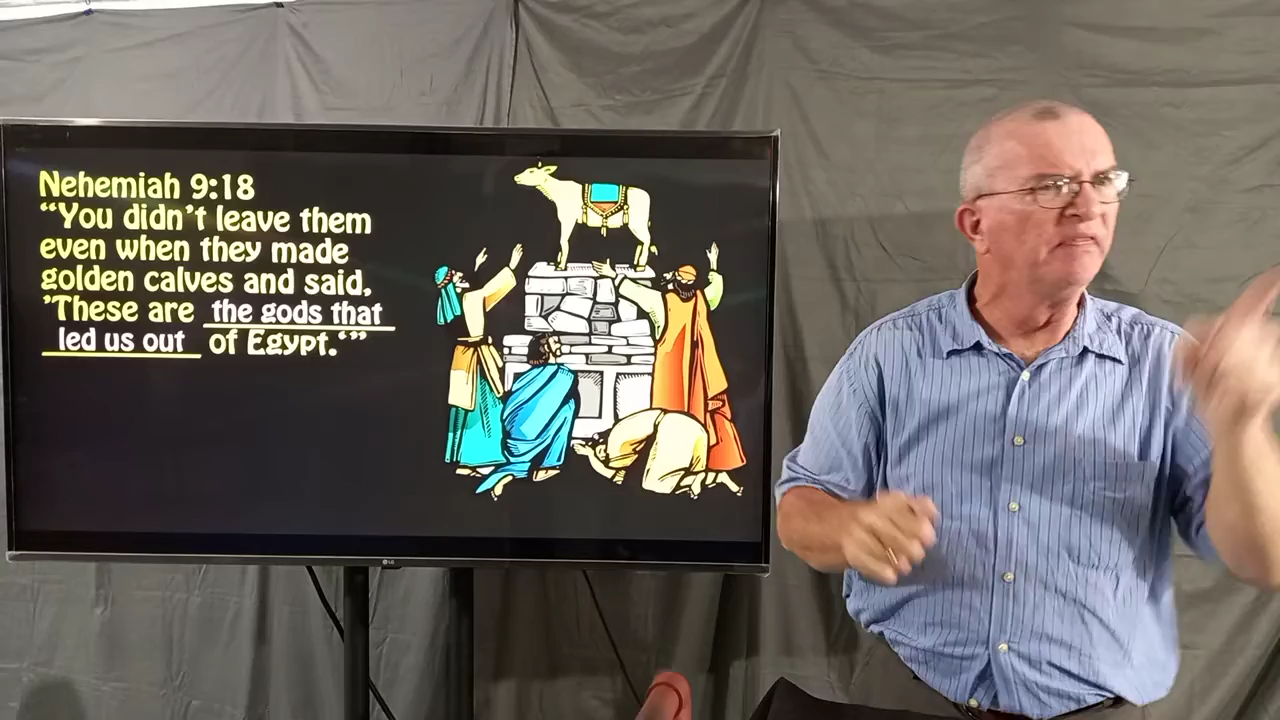 Nehemiah 9:18
“You didn’t leave them
even when they made
golden calves and said,
’These are the gods that
led us out of Egypt.‘”
LG